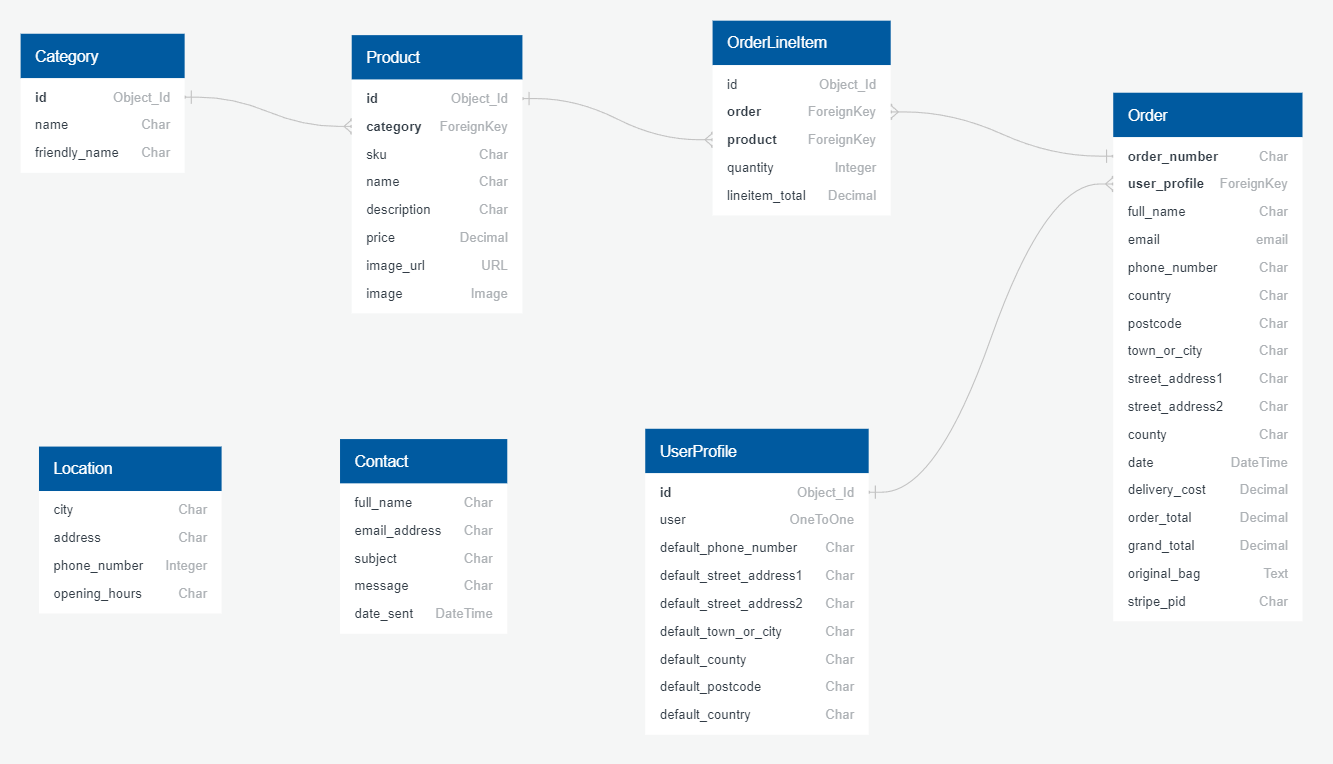 Category
id Object_Id
name Char
friendly_name Char
Product
id Object_Id
category ForeignKey
sku Char
name Char
description Char
price Decimal
image_url URL
image Image
OrderLineItem
id Object_Id
order ForeignKey
product ForeignKey
quantity Integer
lineitem_total Decimal
Order
order_number Char
user_profile ForeignKey
full_name Char
email email
phone_number Char
country Char
postcode Char
town_or_city Char
street_address1 Char
street_address2 Char
county Char
date DateTime
delivery_cost Decimal
order_total Decimal
grand_total Decimal
original_bag Text
stripe_pid Char
Location
city Char
address Char
phone_number Integer
opening_hours Char
Contact
full_name Char
email_address Char
subject Char
message Char
date_sent DateTime
UserProfile
id Object_Id
user OneToOne
default_phone_number Char
default_street_address1 Char
default_street_address2 Char
default_town_or_city Char
default_county Char
default_postcode Char
default_country Char